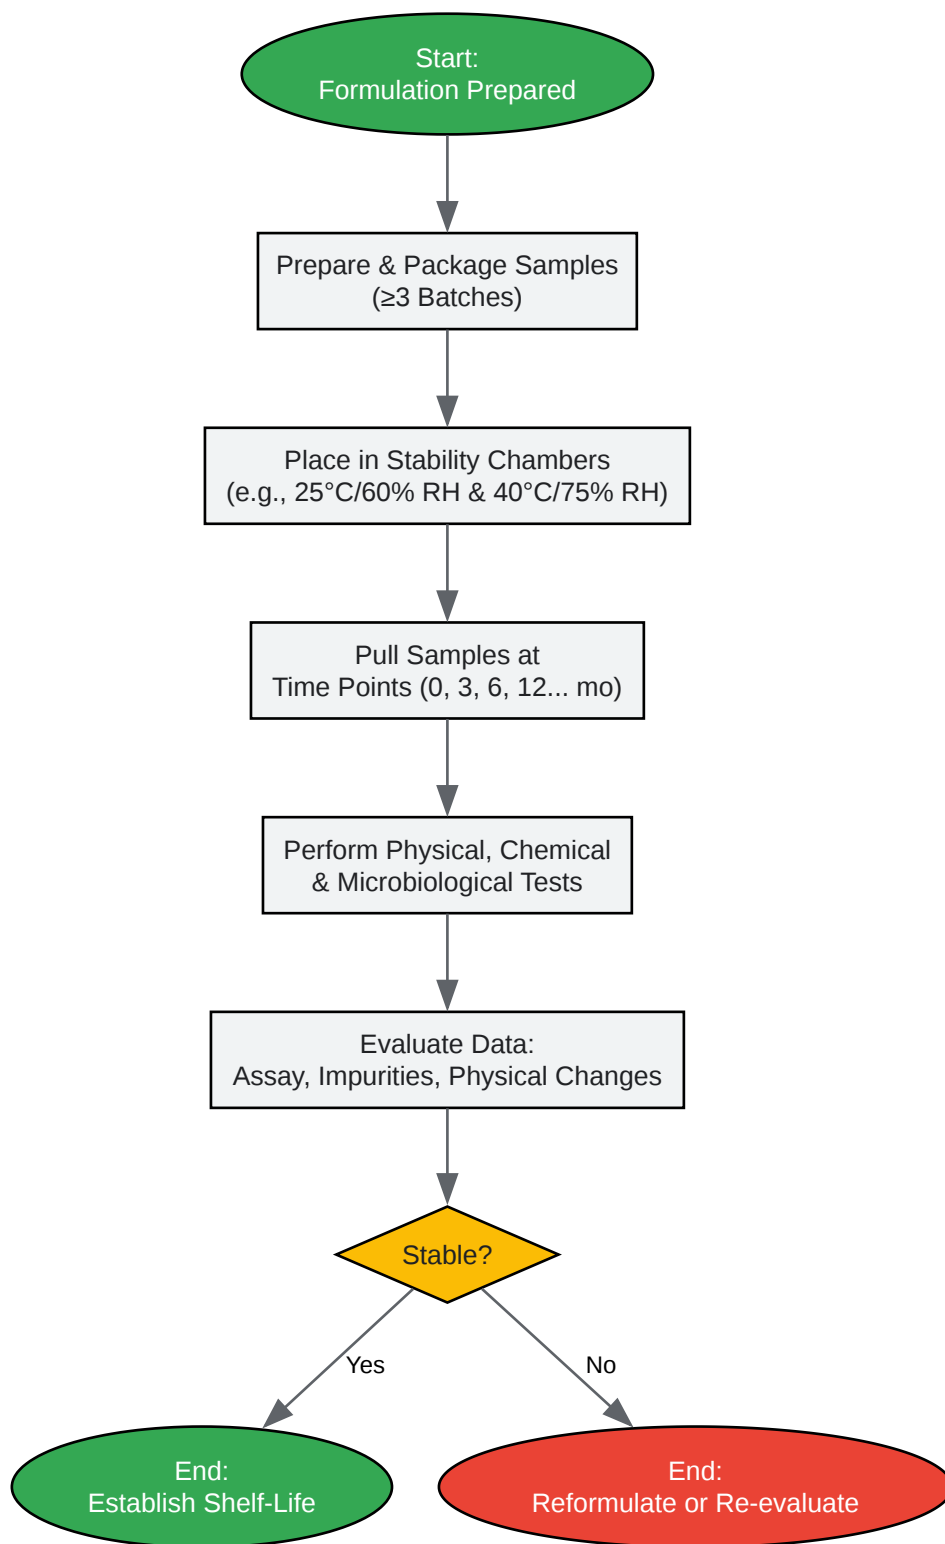 Start:
Formulation Prepared
Prepare & Package Samples
(≥3 Batches)
Place in Stability Chambers
(e.g., 25°C/60% RH & 40°C/75% RH)
Pull Samples at
Time Points (0, 3, 6, 12... mo)
Perform Physical, Chemical
& Microbiological Tests
Evaluate Data:
Assay, Impurities, Physical Changes
Stable?
Yes
No
End:
Establish Shelf-Life
End:
Reformulate or Re-evaluate